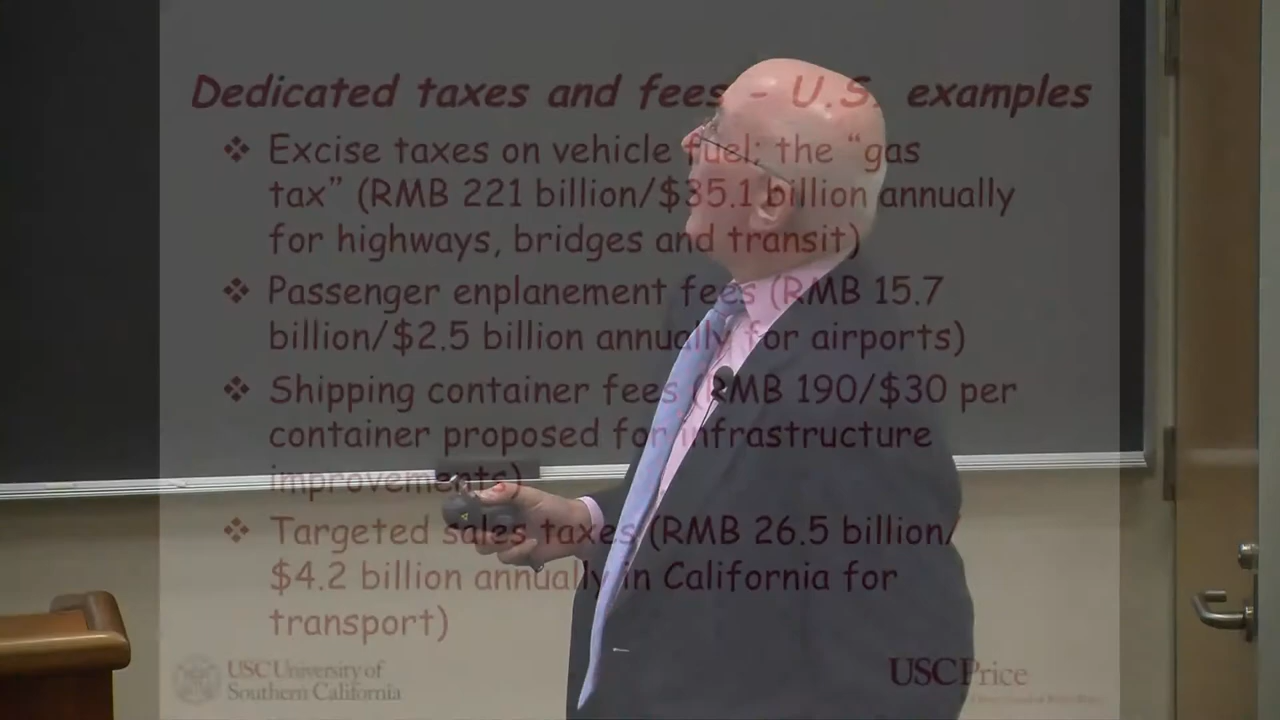 Dedicated taxes and fees - U.S. examples
❖ Excise taxes on vehicle fuel; the “gas
tax” (RMB 221 billion/$35.1 billion annually
for highways, bridges and transit)
❖ Passenger enplanement fees (RMB 15.7
billion/$2.5 billion annually for airports)
❖ Shipping container fees (RMB 190/$30 per
container proposed for infrastructure
improvements)
❖ Targeted sales taxes (RMB 26.5 billion/
$4.2 billion annually in California for
transport)
USC University of
Southern California
USC Price